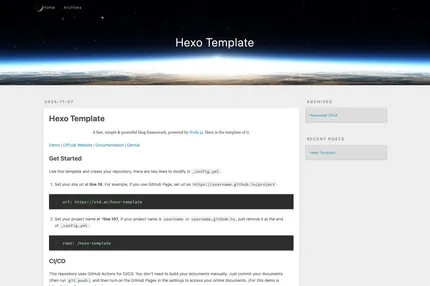 Home Archives
Hexo Template
2024-11-07
Hexo Template
A fast, simple & powerful blog framework, powered by Node.js. Here is the template of it.
Demo | Official Website | Documentation | GitHub
Get Started
Use this template and create your repository, there are two lines to modify in _config.yml:
1. Set your site url at line 16. For example, if you use GitHub Page, set url as https://username.github.io/project.
url: https://std.ac/hexo-template
2. Set your project name at *line 107. If your project name is username or username.github.io, just remove it at the
end of _config.yml:
root: /hexo-template
CI/CD
This repository uses GitHub Actions for CI/CD. You don't need to build your documents manually. Just commit your documents
(then run git push), and then turn on the GitHub Pages in the settings to access your online documents. (For this demo is
ARCHIVES
November 2024
RECENT POSTS
Hexo Template